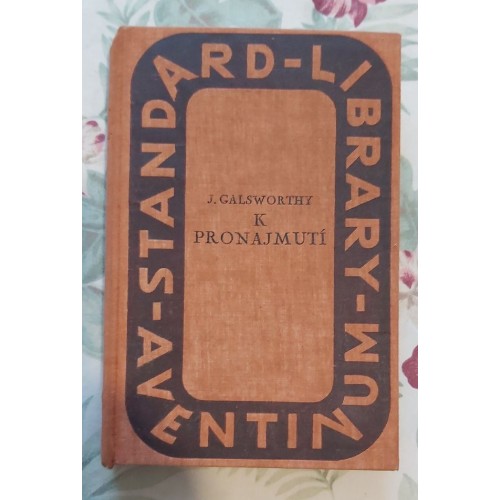 STANDARD-LIBRARY-AVENTINUM-
J. GALSWORTHY
K
PRONAJMUTÍ